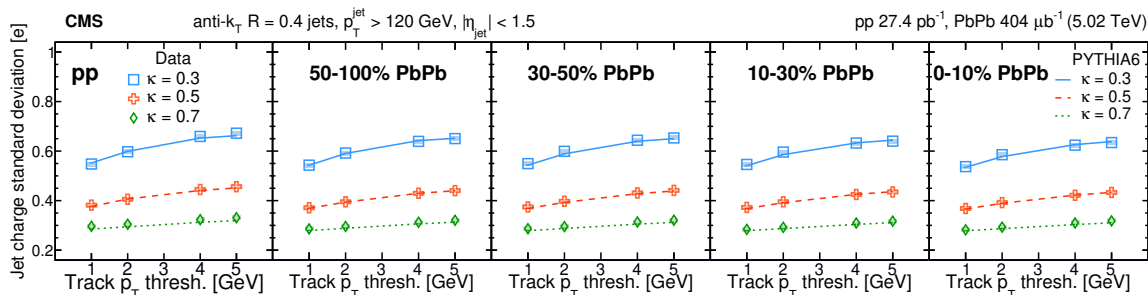 CMS anti-k_T R = 0.4 jets, p_T^jet > 120 GeV, |η_jet| < 1.5 pp 27.4 pb⁻¹, PbPb 404 μb⁻¹ (5.02 TeV)
Jet charge standard deviation [e]
1
0.8
0.6
0.4
0.2
pp
Data
κ = 0.3
κ = 0.5
κ = 0.7
50-100% PbPb
30-50% PbPb
10-30% PbPb
0-10% PbPb
PYTHIA6
κ = 0.3
κ = 0.5
κ = 0.7
1 2 3 4 5 1 2 3 4 5 1 2 3 4 5 1 2 3 4 5 1 2 3 4 5
Track p_T thresh. [GeV] Track p_T thresh. [GeV] Track p_T thresh. [GeV] Track p_T thresh. [GeV] Track p_T thresh. [GeV]